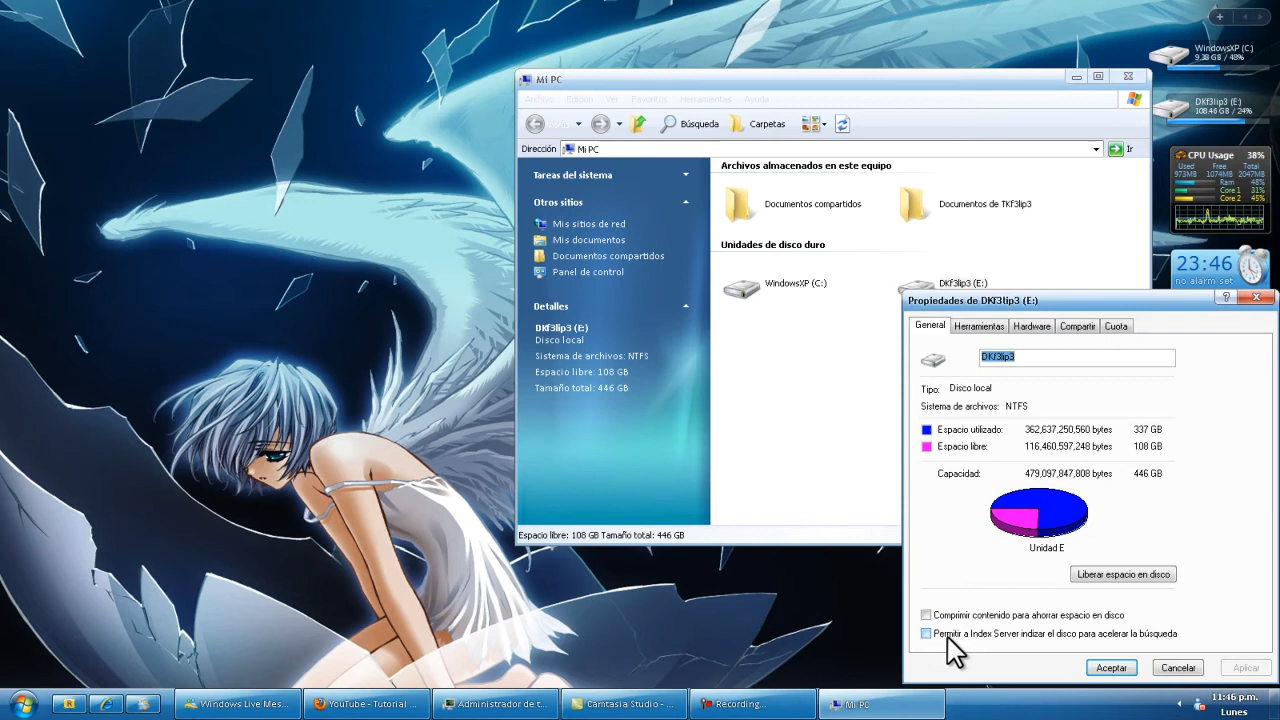 WindowsXP (C:)
9.38 GB / 48%
DKf3lip3 (E:)
108.46 GB / 24%
CPU Usage 38%
Used Free Total
973MB 1074MB 2047MB
Ram 48%
Core 1 31%
Core 2 45%
23:46
no alarm set
Mi PC
Archivo Edición Ver Favoritos Herramientas Ayuda
Búsqueda Carpetas
Dirección Mi PC Ir
Tareas del sistema
Otros sitios
Mis sitios de red
Mis documentos
Documentos compartidos
Panel de control
Detalles
DKf3lip3 (E:)
Disco local
Sistema de archivos: NTFS
Espacio libre: 108 GB
Tamaño total: 446 GB
Archivos almacenados en este equipo
Documentos compartidos
Documentos de TKf3lip3
Unidades de disco duro
WindowsXP (C:)
DKf3lip3 (E:)
Espacio libre: 108 GB Tamaño total: 446 GB
Propiedades de DKf3lip3 (E:)
General Herramientas Hardware Compartir Cuota
DKf3lip3
Tipo: Disco local
Sistema de archivos: NTFS
Espacio utilizado: 362,637,250,560 bytes 337 GB
Espacio libre: 116,460,597,248 bytes 108 GB
Capacidad: 479,097,847,808 bytes 446 GB
Unidad E
Liberar espacio en disco
Comprimir contenido para ahorrar espacio en disco
Permitir a Index Server indizar el disco para acelerar la búsqueda
Aceptar Cancelar Aplicar
Windows Live Mes...
YouTube - Tutorial ...
Administrador de t...
Camtasia Studio - ...
Recording...
Mi PC
11:46 p.m.
Lunes